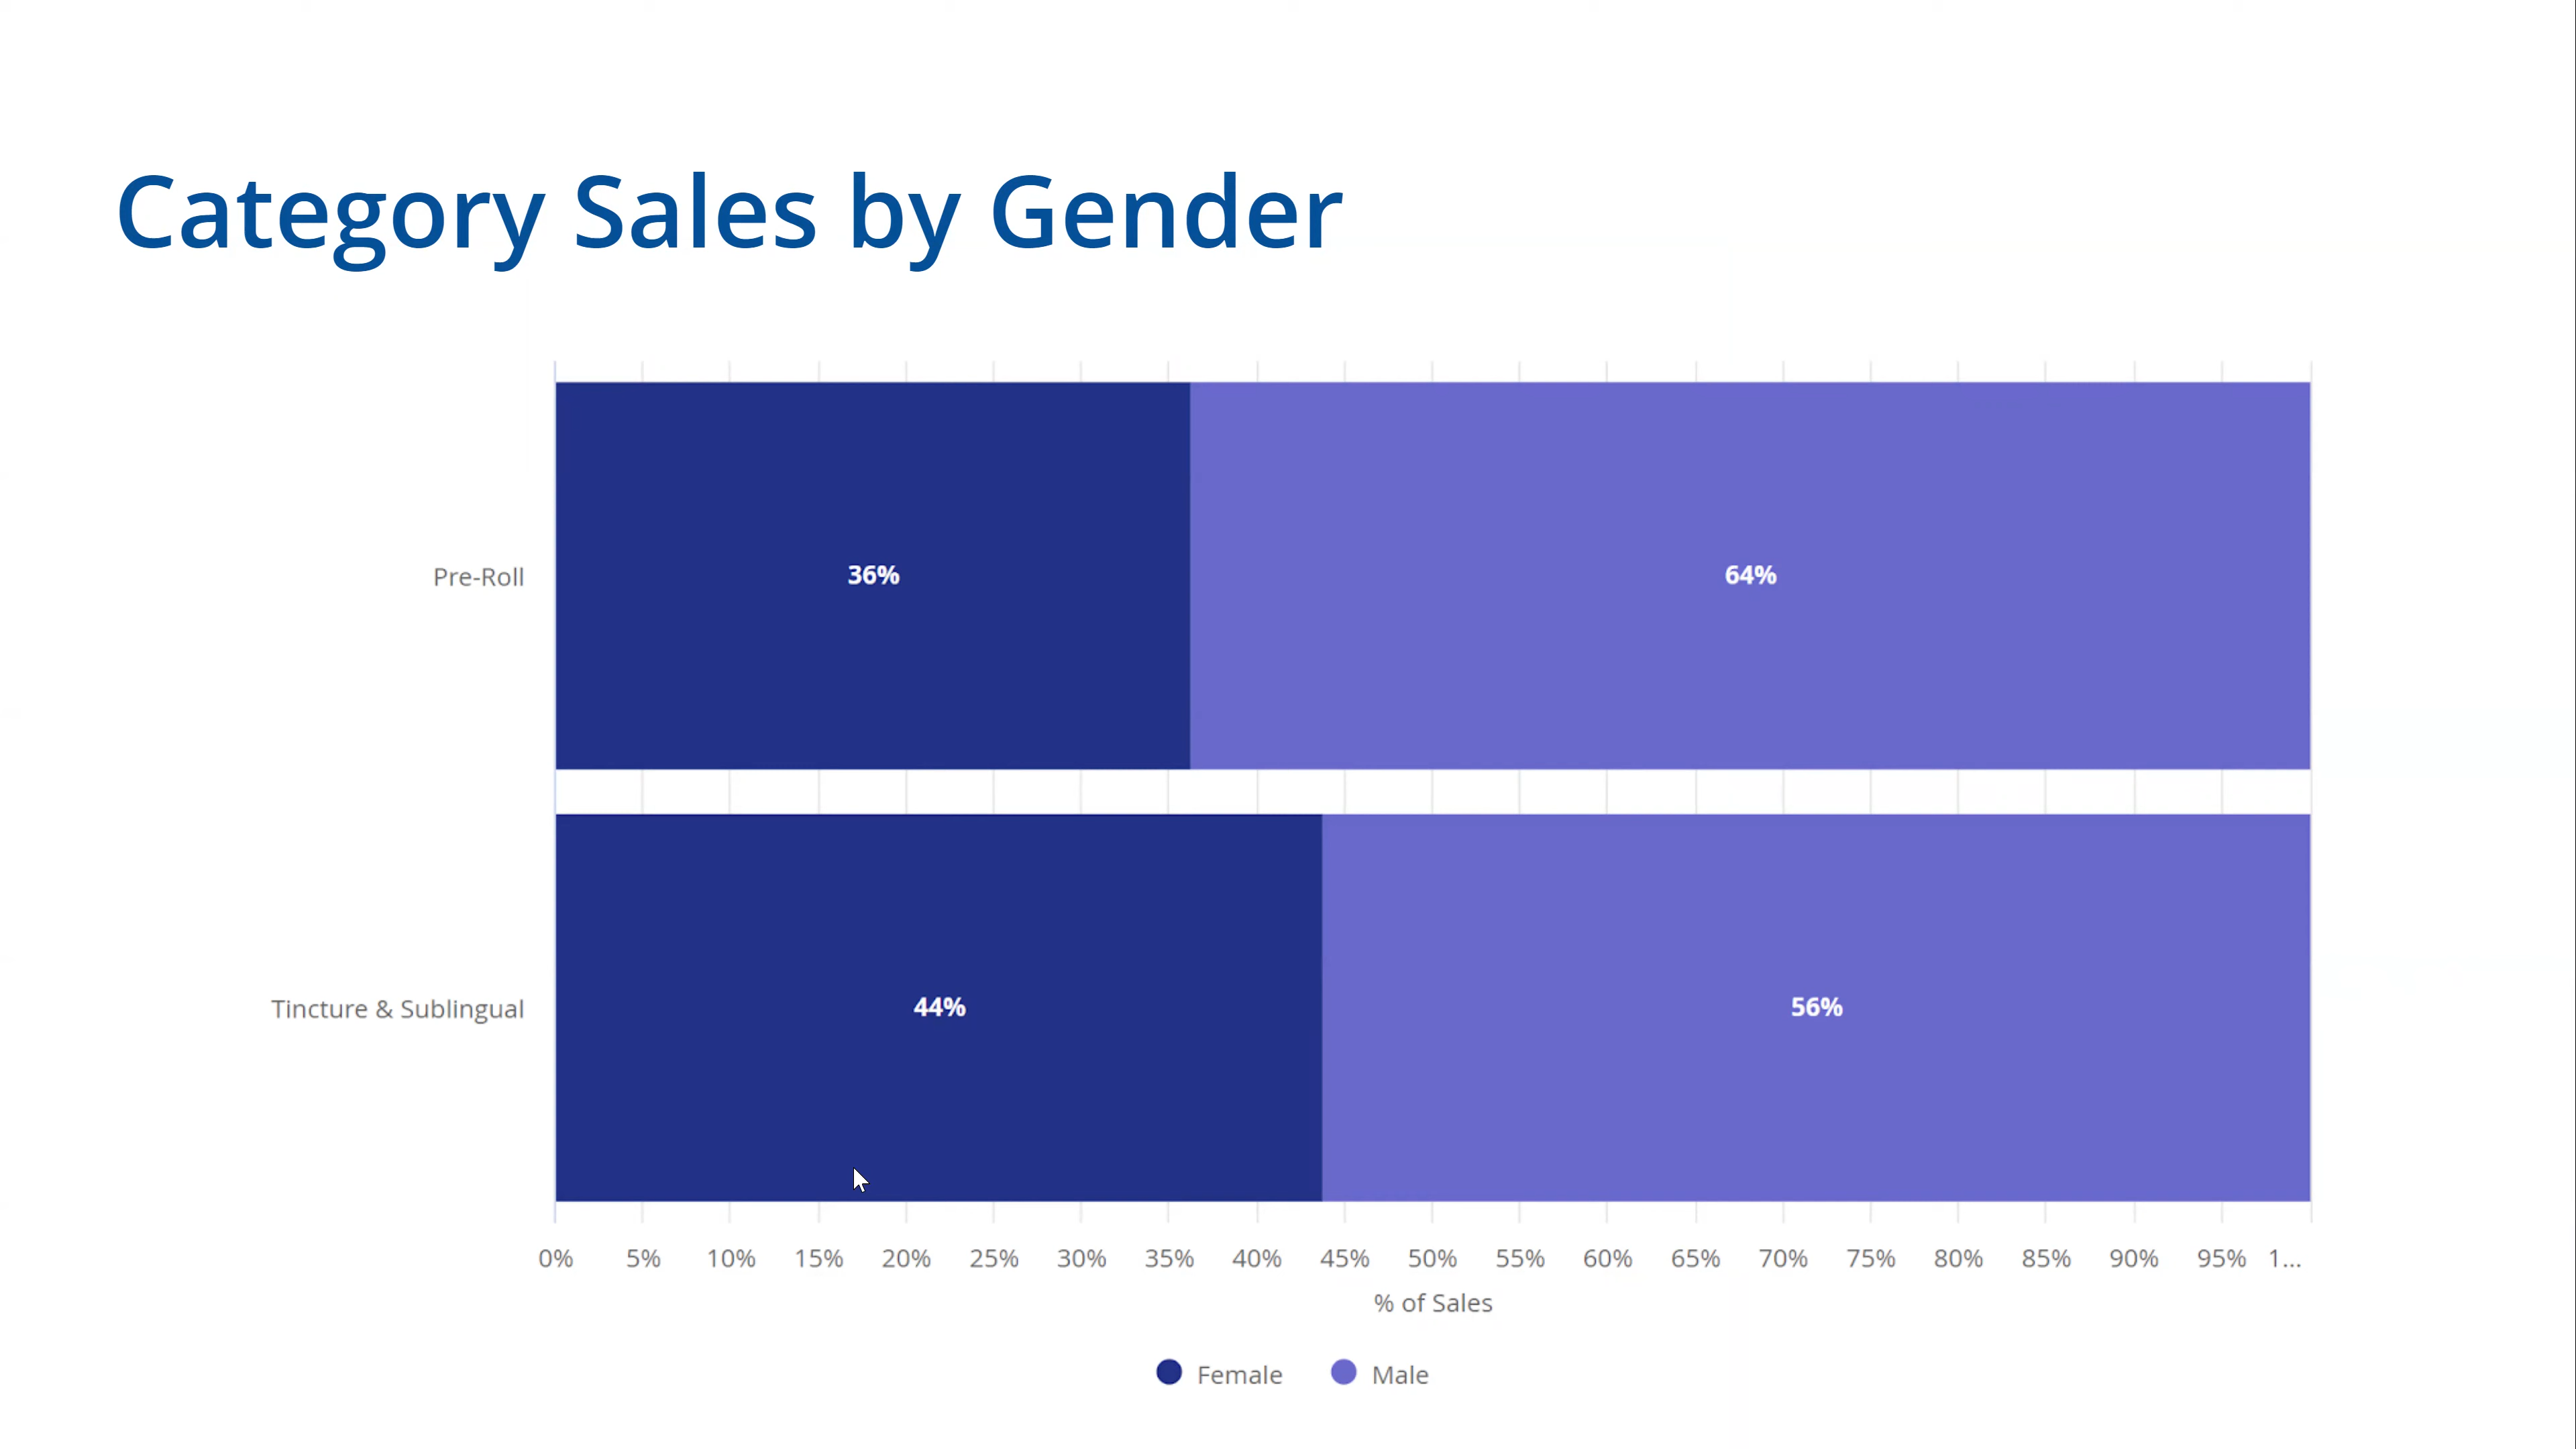 Category Sales by Gender
Pre-Roll
36%
64%
Tincture & Sublingual
44%
56%
0% 5% 10% 15% 20% 25% 30% 35% 40% 45% 50% 55% 60% 65% 70% 75% 80% 85% 90% 95% 1...
% of Sales
Female Male